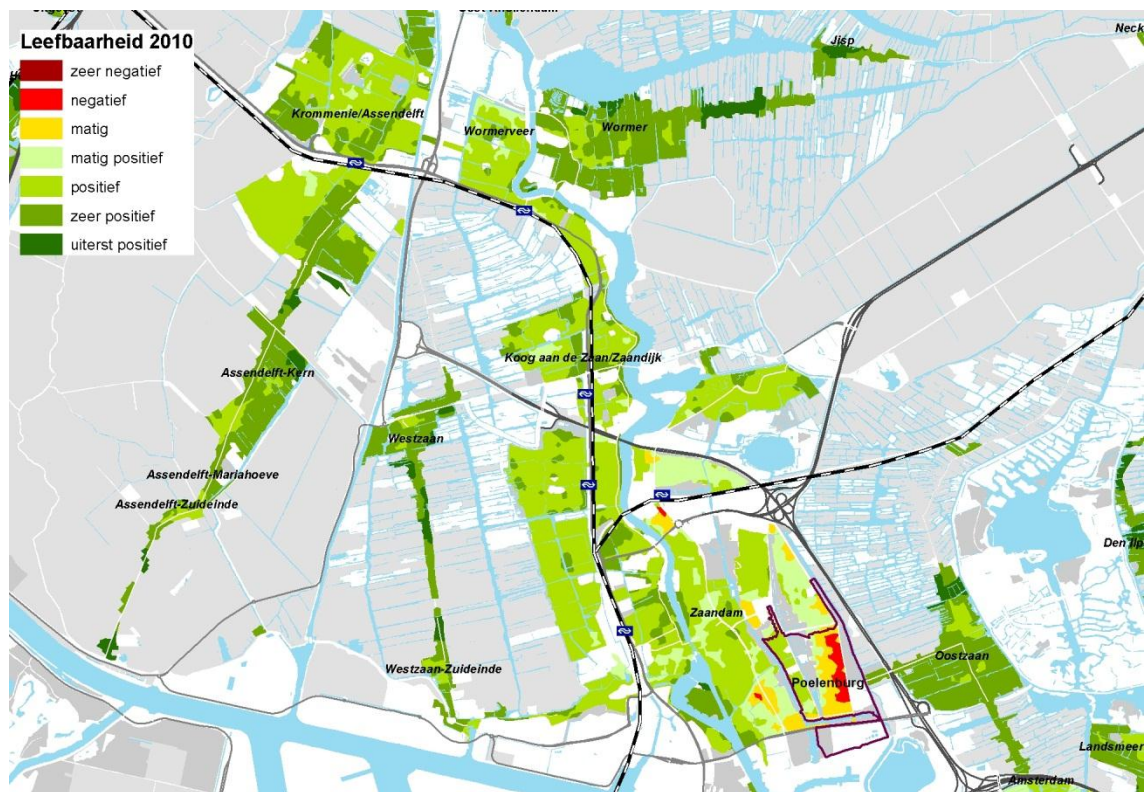 Leefbaarheid 2010
zeer negatief
negatief
matig
matig positief
positief
zeer positief
uiterst positief
Jisp
Neck
Krommenie/Assendelft
Wormerveer
Wormer
Koog aan de Zaan/Zaandijk
Assendelft-Kern
Westzaan
Assendelft-Mariahoeve
Assendelft-Zuideinde
Den Ilp
Zaandam
Westzaan-Zuideinde
Poelenburg
Oostzaan
Landsmeer
Amsterdam